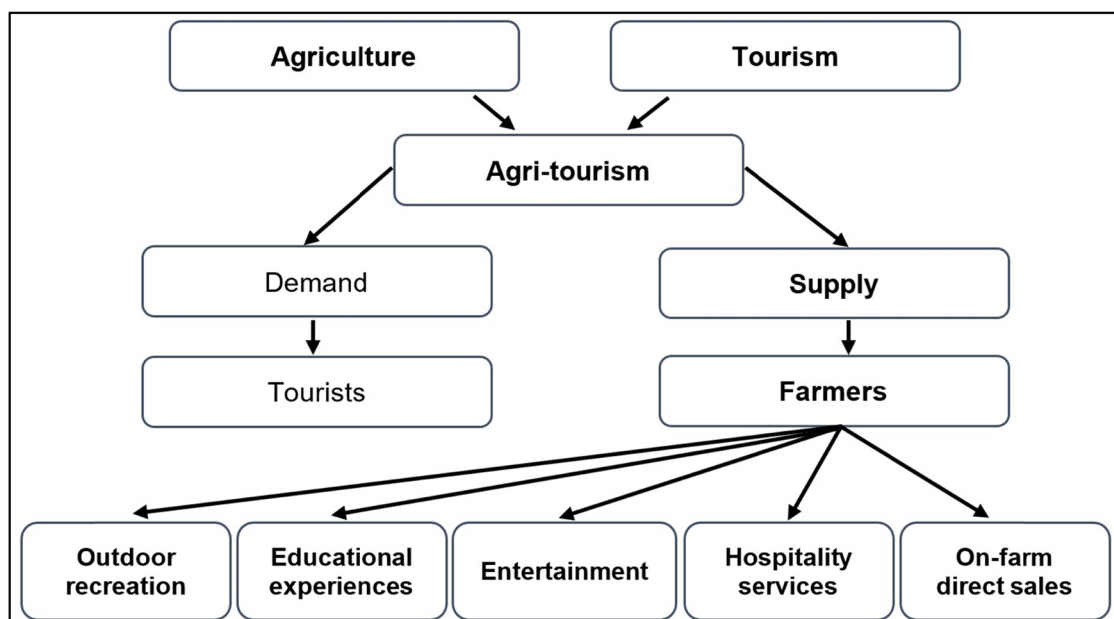 Agriculture
Tourism
Agri-tourism
Demand
Supply
Tourists
Farmers
Outdoor
recreation
Educational
experiences
Entertainment
Hospitality
services
On-farm
direct sales